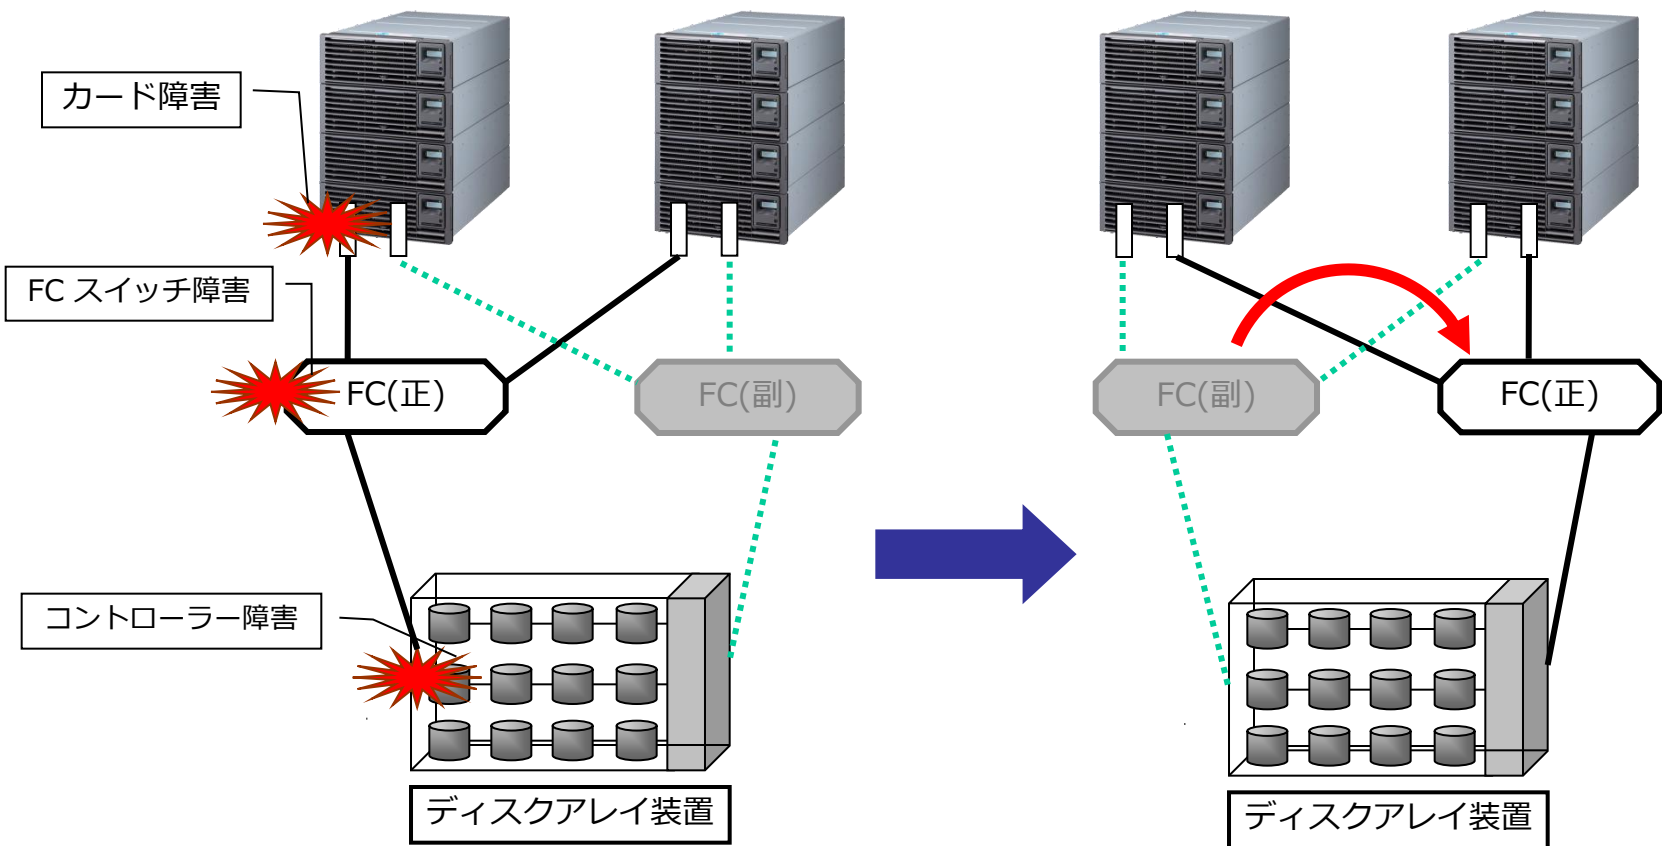 カード障害
FC スイッチ障害
FC(正)
FC(副)
FC(副)
FC(正)
コントローラー障害
ディスクアレイ装置
ディスクアレイ装置